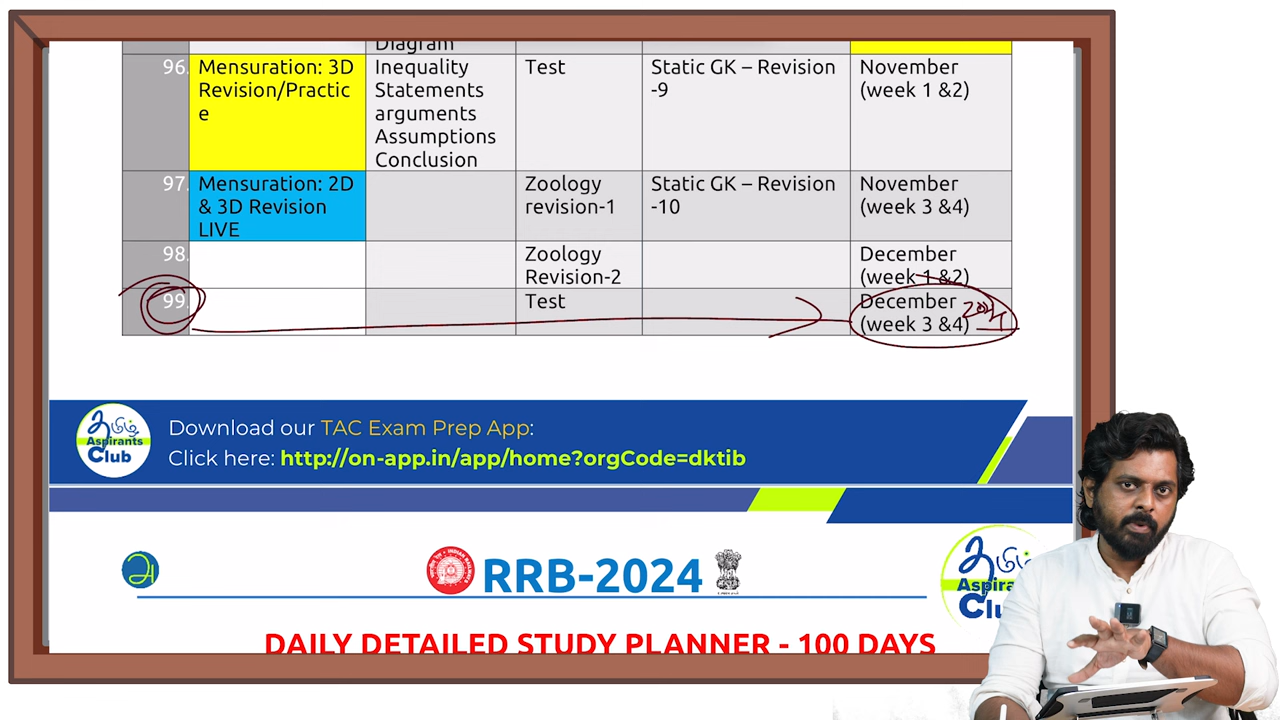 Diagram
96. Mensuration: 3D Inequality Test Static GK – Revision November
Revision/Practic Statements -9 (week 1 &2)
e arguments
Assumptions
Conclusion
97. Mensuration: 2D Zoology Static GK – Revision November
& 3D Revision revision-1 -10 (week 3 &4)
LIVE
98. Zoology December
Revision-2 (week 1 &2)
99. Test December
(week 3 &4)
தமிழ்
Aspirants
Club
Download our TAC Exam Prep App:
Click here: http://on-app.in/app/home?orgCode=dktib
அ
RRB-2024
தமிழ்
Aspirants
Club
DAILY DETAILED STUDY PLANNER - 100 DAYS